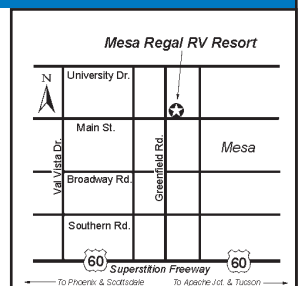 Mesa Regal RV Resort
N
University Dr.
Main St.
Val Vista Dr.
Greenfield Rd.
Mesa
Broadway Rd.
Southern Rd.
60
60
Superstition Freeway
To Phoenix & Scottsdale
To Apache Jct. & Tucson